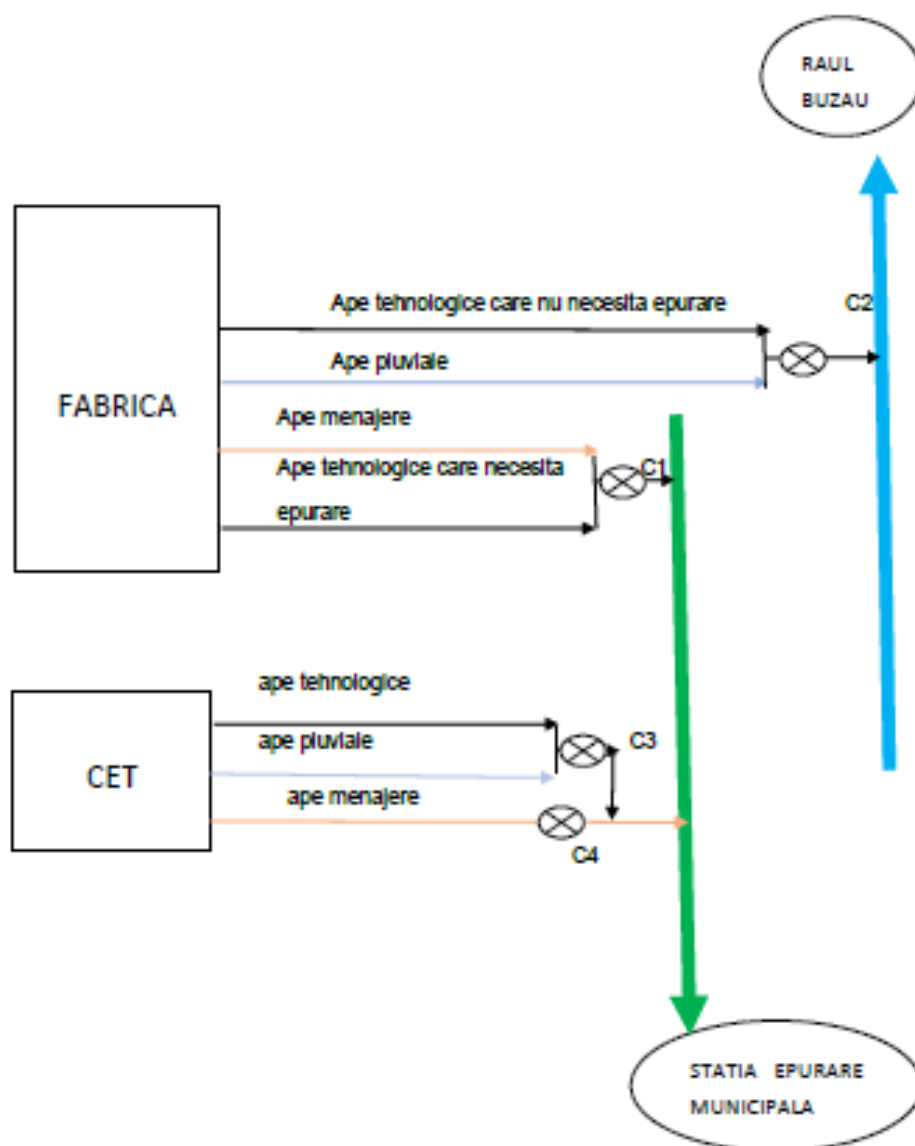 RAUL
BUZAU
Ape tehnologice care nu necesita epurare
C2
Ape pluviale
FABRICA
Ape menajere
Ape tehnologice care necesita
C1
epurare
ape tehnologice
ape pluviale
C3
CET
ape menajere
C4
STATIA EPURARE
MUNICIPALA